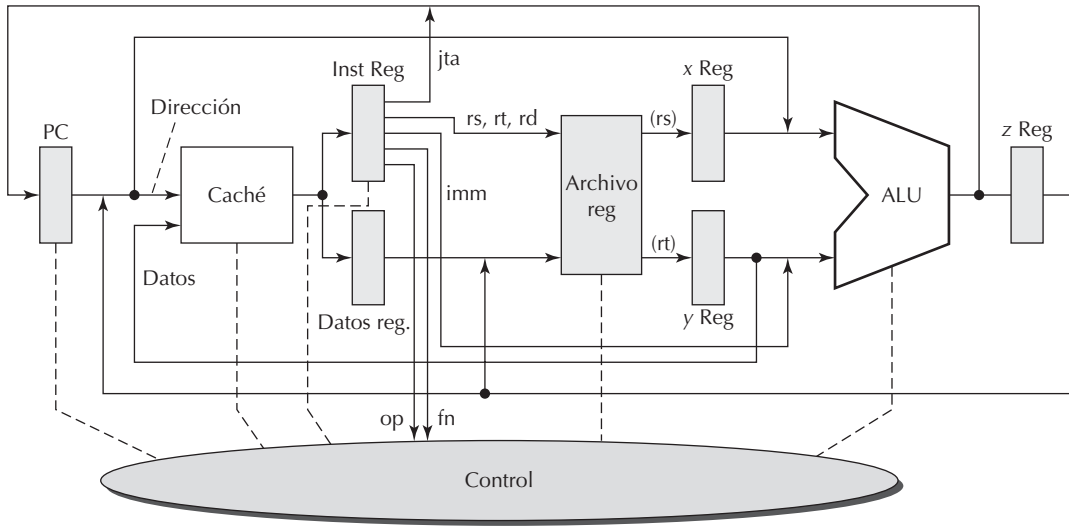 jta
Inst Reg
x Reg
Dirección
PC
rs, rt, rd
(rs)
z Reg
Caché
Archivo
reg
ALU
imm
(rt)
Datos
Datos reg.
y Reg
op
fn
Control